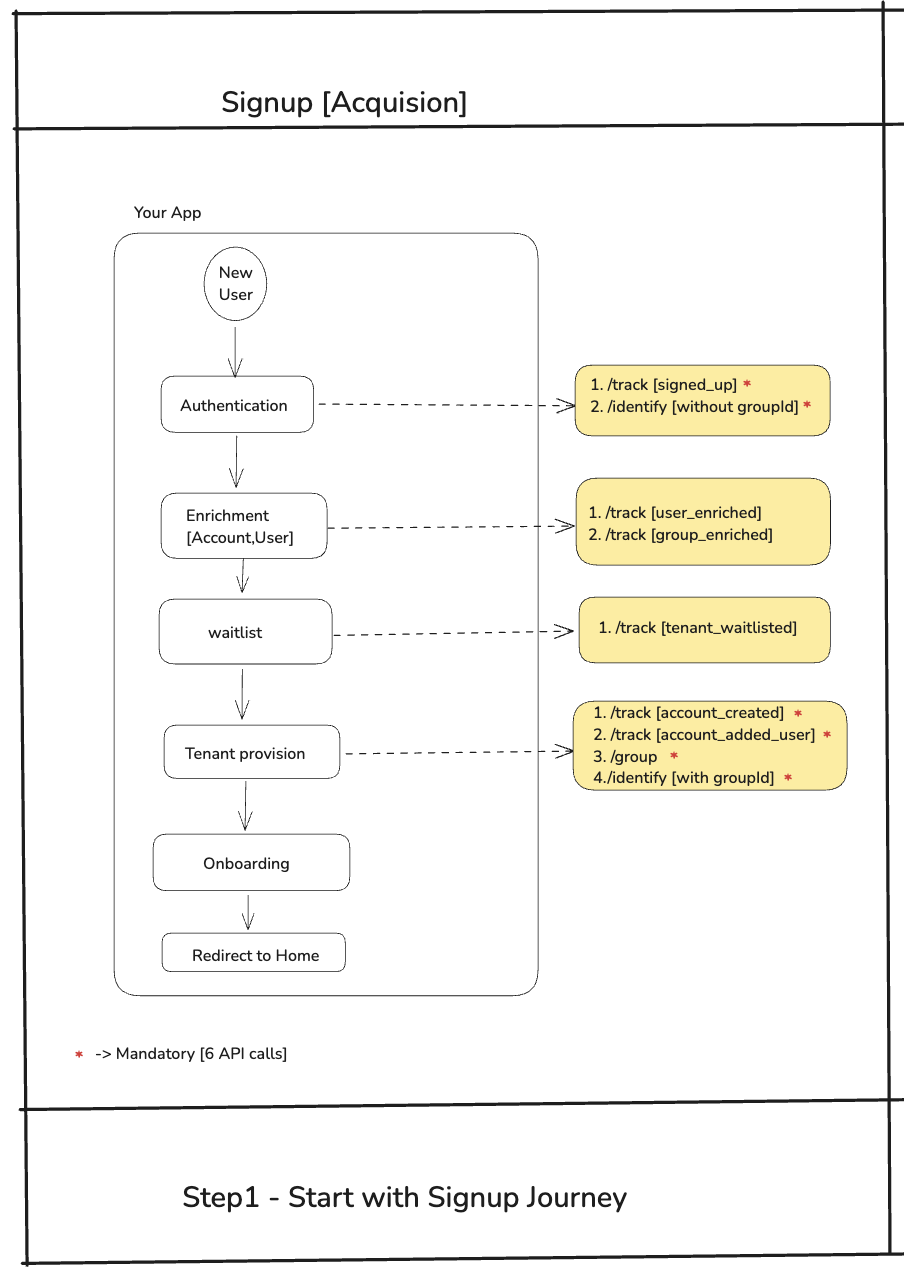 Signup [Acquision]
Your App
New
User
Authentication
1. /track [signed_up] *
2. /identify [without groupId] *
Enrichment
[Account,User]
1. /track [user_enriched]
2. /track [group_enriched]
waitlist
1. /track [tenant_waitlisted]
Tenant provision
1. /track [account_created] *
2. /track [account_added_user] *
3. /group *
4./identify [with groupId] *
Onboarding
Redirect to Home
* -> Mandatory [6 API calls]
Step1 - Start with Signup Journey